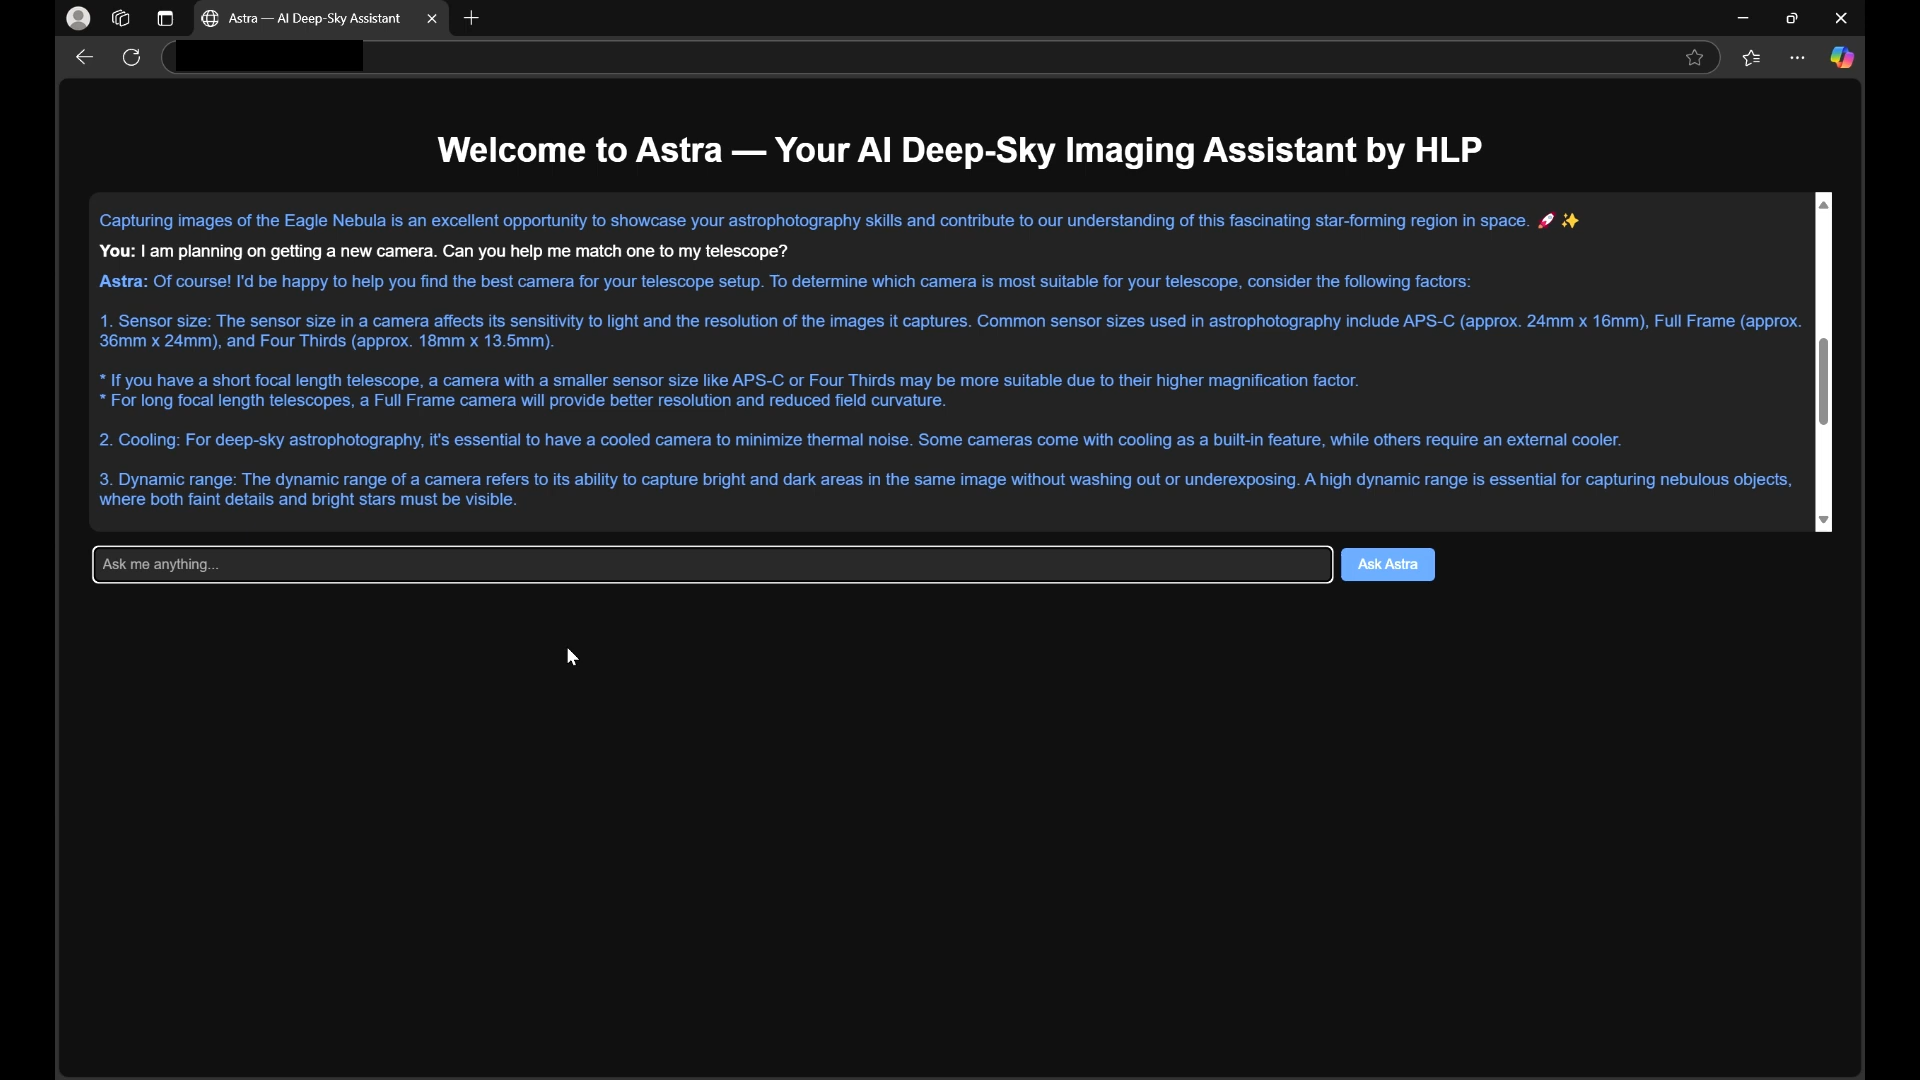 Astra — AI Deep-Sky Assistant
Welcome to Astra — Your AI Deep-Sky Imaging Assistant by HLP
Capturing images of the Eagle Nebula is an excellent opportunity to showcase your astrophotography skills and contribute to our understanding of this fascinating star-forming region in space. 🚀 ✨
You: I am planning on getting a new camera. Can you help me match one to my telescope?
Astra: Of course! I'd be happy to help you find the best camera for your telescope setup. To determine which camera is most suitable for your telescope, consider the following factors:
1. Sensor size: The sensor size in a camera affects its sensitivity to light and the resolution of the images it captures. Common sensor sizes used in astrophotography include APS-C (approx. 24mm x 16mm), Full Frame (approx.
36mm x 24mm), and Four Thirds (approx. 18mm x 13.5mm).
* If you have a short focal length telescope, a camera with a smaller sensor size like APS-C or Four Thirds may be more suitable due to their higher magnification factor.
* For long focal length telescopes, a Full Frame camera will provide better resolution and reduced field curvature.
2. Cooling: For deep-sky astrophotography, it's essential to have a cooled camera to minimize thermal noise. Some cameras come with cooling as a built-in feature, while others require an external cooler.
3. Dynamic range: The dynamic range of a camera refers to its ability to capture bright and dark areas in the same image without washing out or underexposing. A high dynamic range is essential for capturing nebulous objects,
where both faint details and bright stars must be visible.
Ask me anything...
Ask Astra